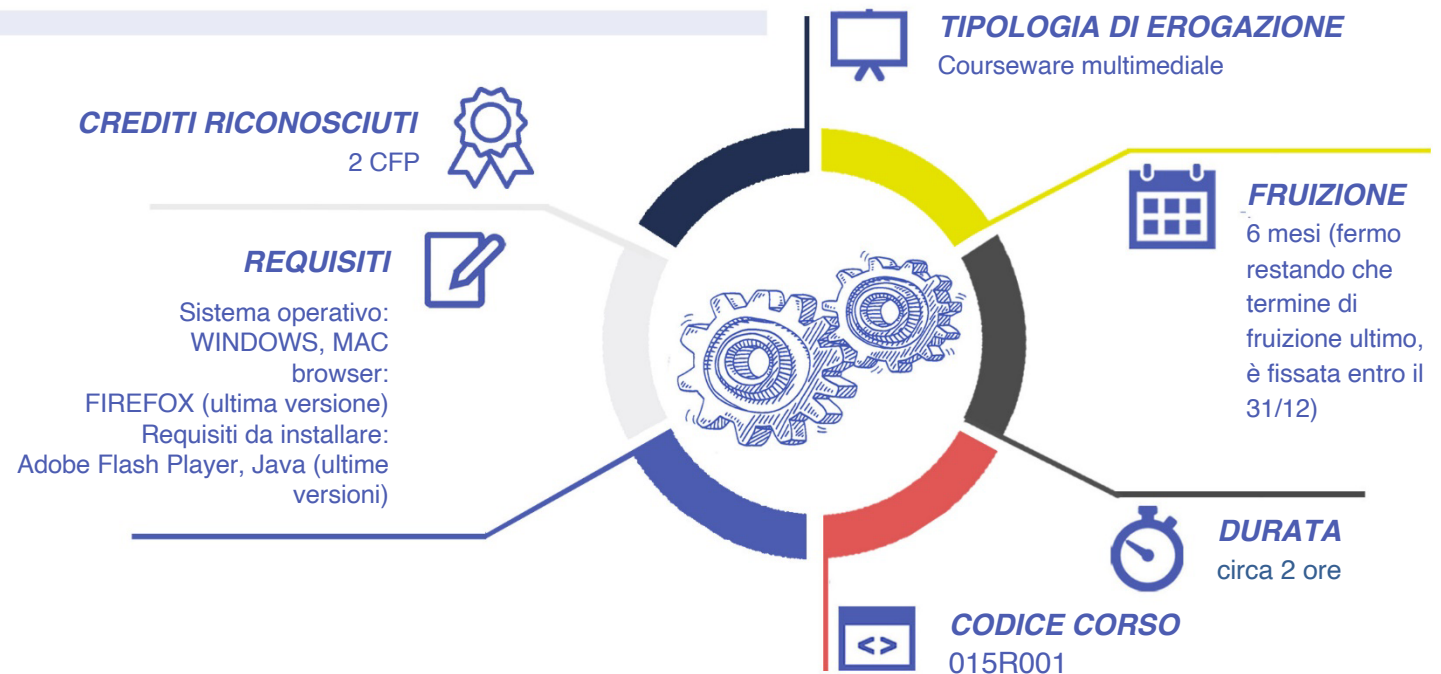 TIPOLOGIA DI EROGAZIONE
Courseware multimediale
CREDITI RICONOSCIUTI
2 CFP
FRUIZIONE
6 mesi (fermo
restando che
termine di
fruizione ultimo,
è fissata entro il
31/12)
REQUISITI
Sistema operativo:
WINDOWS, MAC
browser:
FIREFOX (ultima versione)
Requisiti da installare:
Adobe Flash Player, Java (ultime
versioni)
DURATA
circa 2 ore
<>
CODICE CORSO
015R001